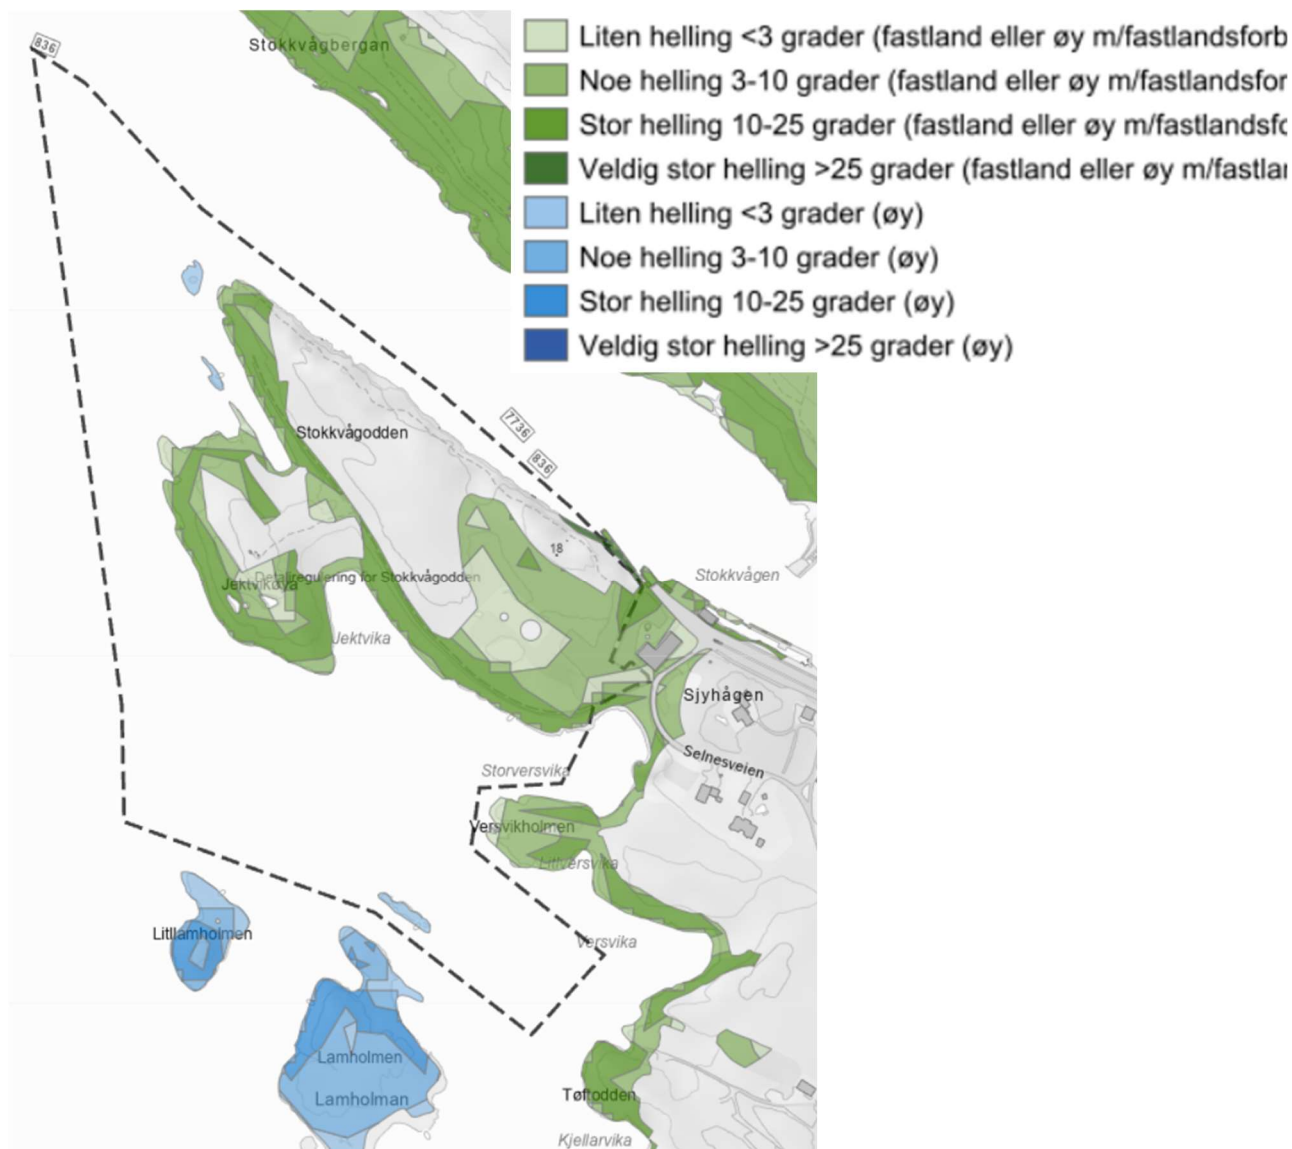 836
Stokkvågbergan
Liten helling <3 grader (fastland eller øy m/fastlandsforb
Noe helling 3-10 grader (fastland eller øy m/fastlandsfor
Stor helling 10-25 grader (fastland eller øy m/fastlandsfo
Veldig stor helling >25 grader (fastland eller øy m/fastlan
Liten helling <3 grader (øy)
Noe helling 3-10 grader (øy)
Stor helling 10-25 grader (øy)
Veldig stor helling >25 grader (øy)
7736
Stokkvågodden
836
18
Stokkvågen
Detaljregulering for Stokkvågodden
Jektvikøya
Jektvika
Sjyhågen
Selnesveien
Storversvika
Versvikholmen
Litlversvika
Litllamholmen
Versvika
Lamholmen
Lamholman
Tøftodden
Kjellarvika